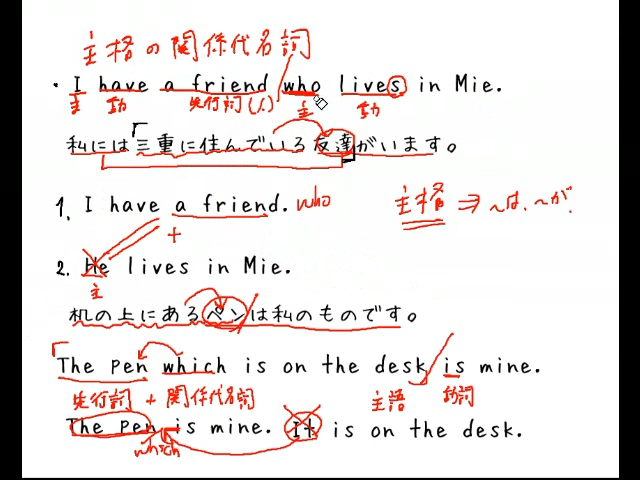 主格の関係代名詞
・I have a friend who lives in Mie.
主 動 先行詞(人) 主 動
私には「三重に住んでいる友達」がいます。
1. I have a friend. who
主格⇒~は、~が
+
2. He lives in Mie.
主
机の上にあるペンは私のものです。
「The pen which is on the desk is mine.
先行詞 + 関係代名詞 主語 動詞
The pen is mine. It is on the desk.
which